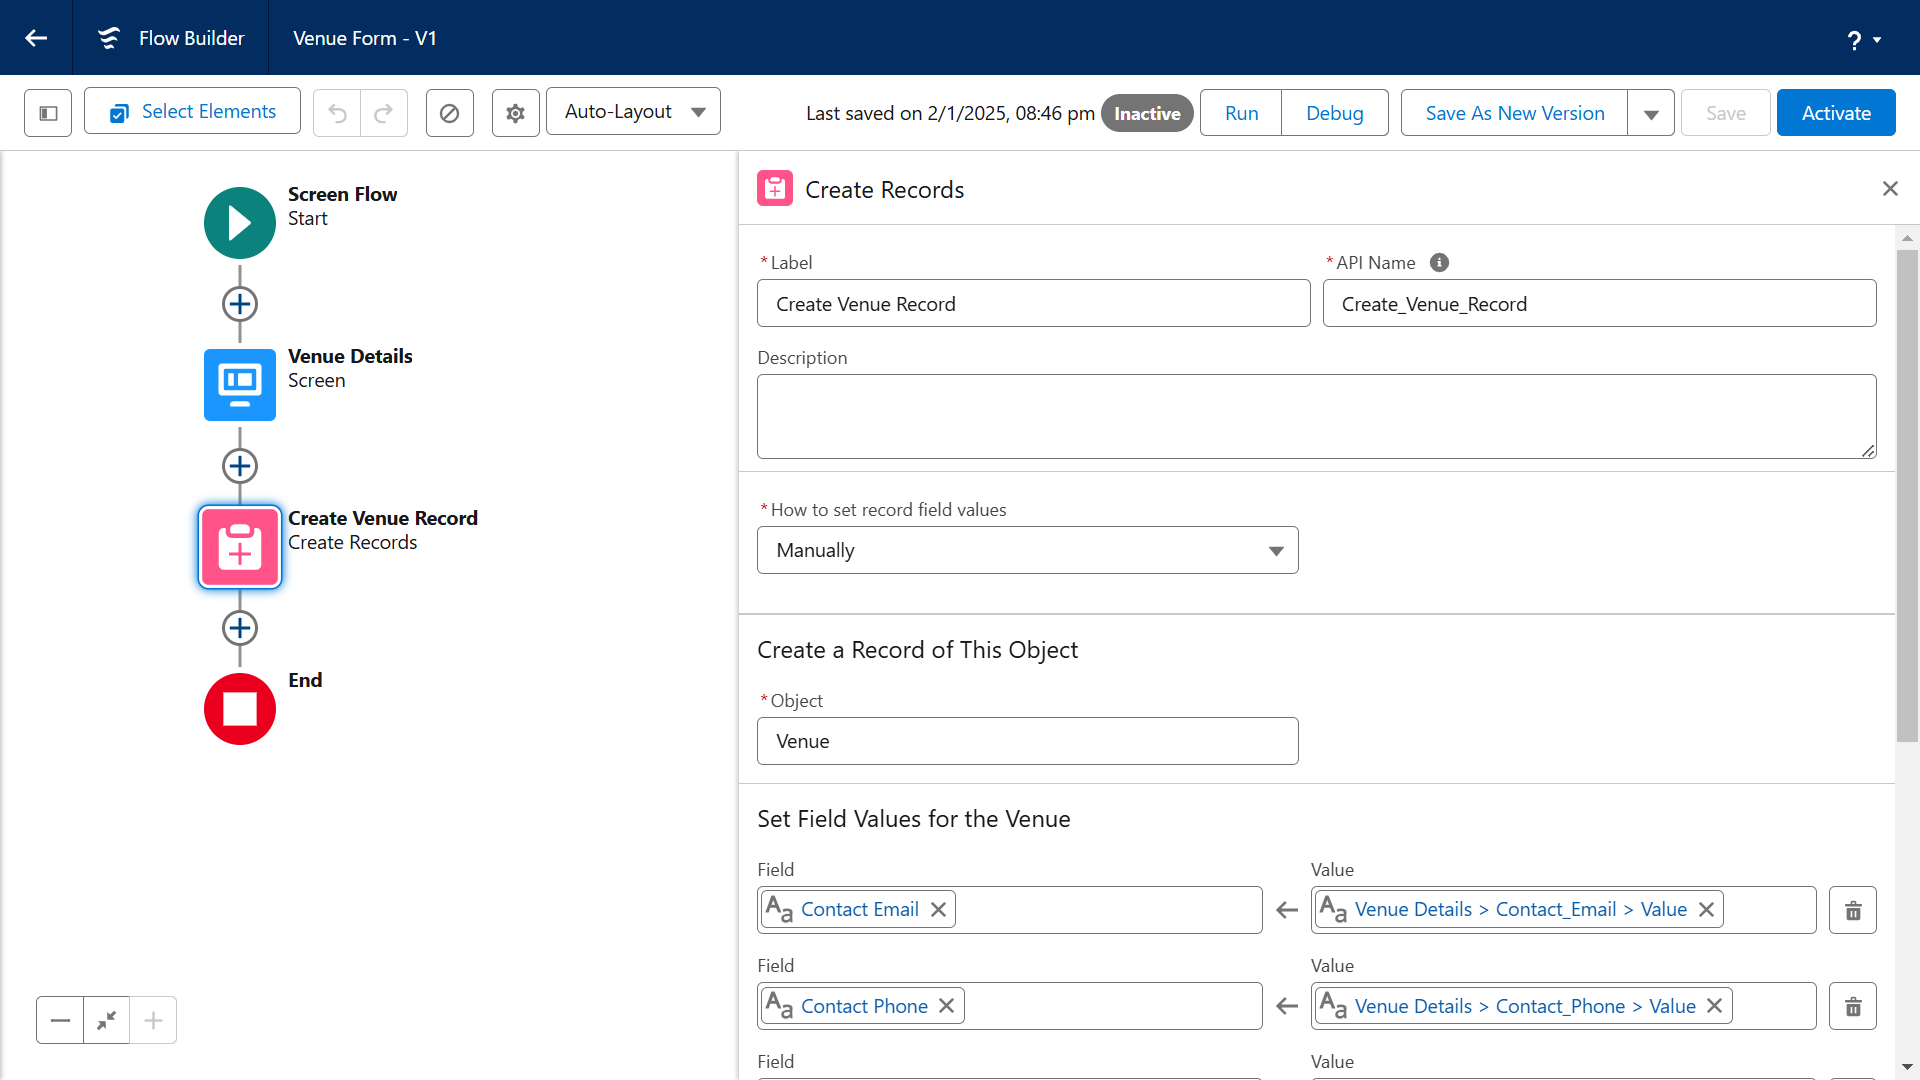 Flow Builder
Venue Form - V1
?
Select Elements
Auto-Layout
Last saved on 2/1/2025, 08:46 pm
Inactive
Run
Debug
Save As New Version
Save
Activate
Screen Flow
Start
Venue Details
Screen
Create Venue Record
Create Records
End
Create Records
*Label
*API Name
Create Venue Record
Create_Venue_Record
Description
*How to set record field values
Manually
Create a Record of This Object
*Object
Venue
Set Field Values for the Venue
Field
Value
Aa Contact Email
Aa Venue Details > Contact_Email > Value
Field
Value
Aa Contact Phone
Aa Venue Details > Contact_Phone > Value
Field
Value